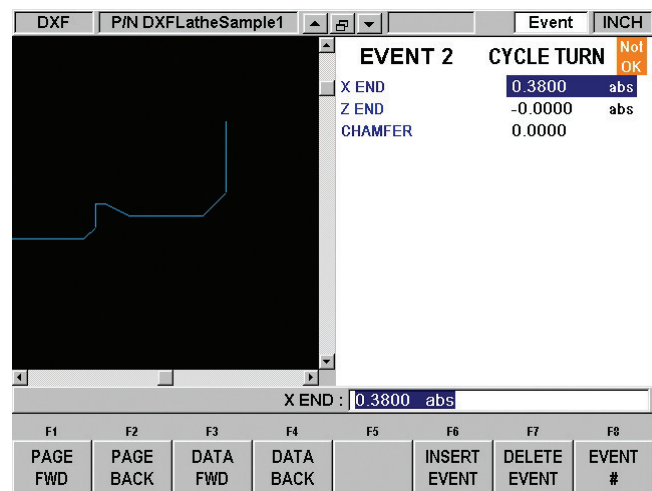 DXF P/N DXFLatheSample1 Event INCH
EVENT 2 CYCLE TURN Not OK
X END 0.3800 abs
Z END -0.0000 abs
CHAMFER 0.0000
X END : 0.3800 abs
F1 F2 F3 F4 F5 F6 F7 F8
PAGE FWD PAGE BACK DATA FWD DATA BACK INSERT EVENT DELETE EVENT EVENT #